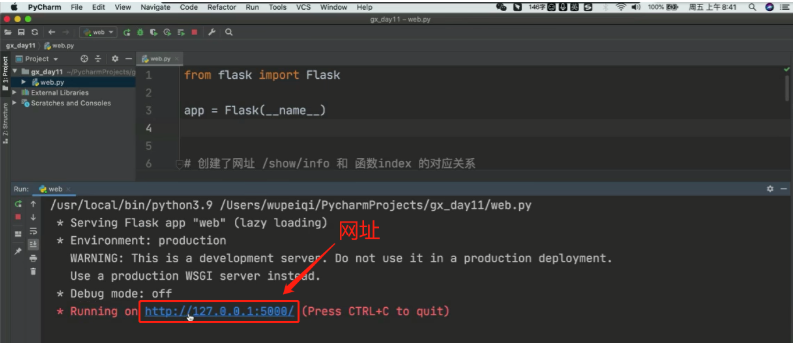 PyCharm File Edit View Navigate Code Refactor Run Tools VCS Window Help 146字 100% 周五 上午8:41
gx_day11 – web.py
web
gx_day11 web.py
Project
web.py
1: Project
gx_day11 ~/PycharmProjects/g
web.py
External Libraries
Scratches and Consoles
Z: Structure
1 from flask import Flask
2
3 app = Flask(__name__)
4
5
6 # 创建了网址 /show/info 和 函数index 的对应关系
Run: web
/usr/local/bin/python3.9 /Users/wupeiqi/PycharmProjects/gx_day11/web.py
* Serving Flask app "web" (lazy loading)
网址
* Environment: production
WARNING: This is a development server. Do not use it in a production deployment.
Use a production WSGI server instead.
* Debug mode: off
* Running on http://127.0.0.1:5000/ (Press CTRL+C to quit)